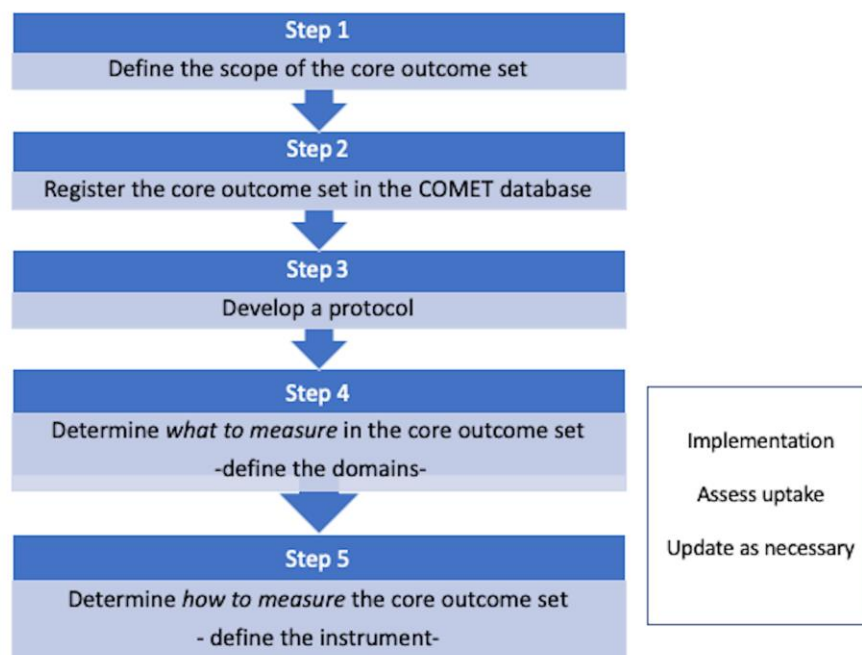 Step 1
Define the scope of the core outcome set
Step 2
Register the core outcome set in the COMET database
Step 3
Develop a protocol
Step 4
Determine what to measure in the core outcome set
-define the domains-
Step 5
Determine how to measure the core outcome set
- define the instrument-
Implementation
Assess uptake
Update as necessary